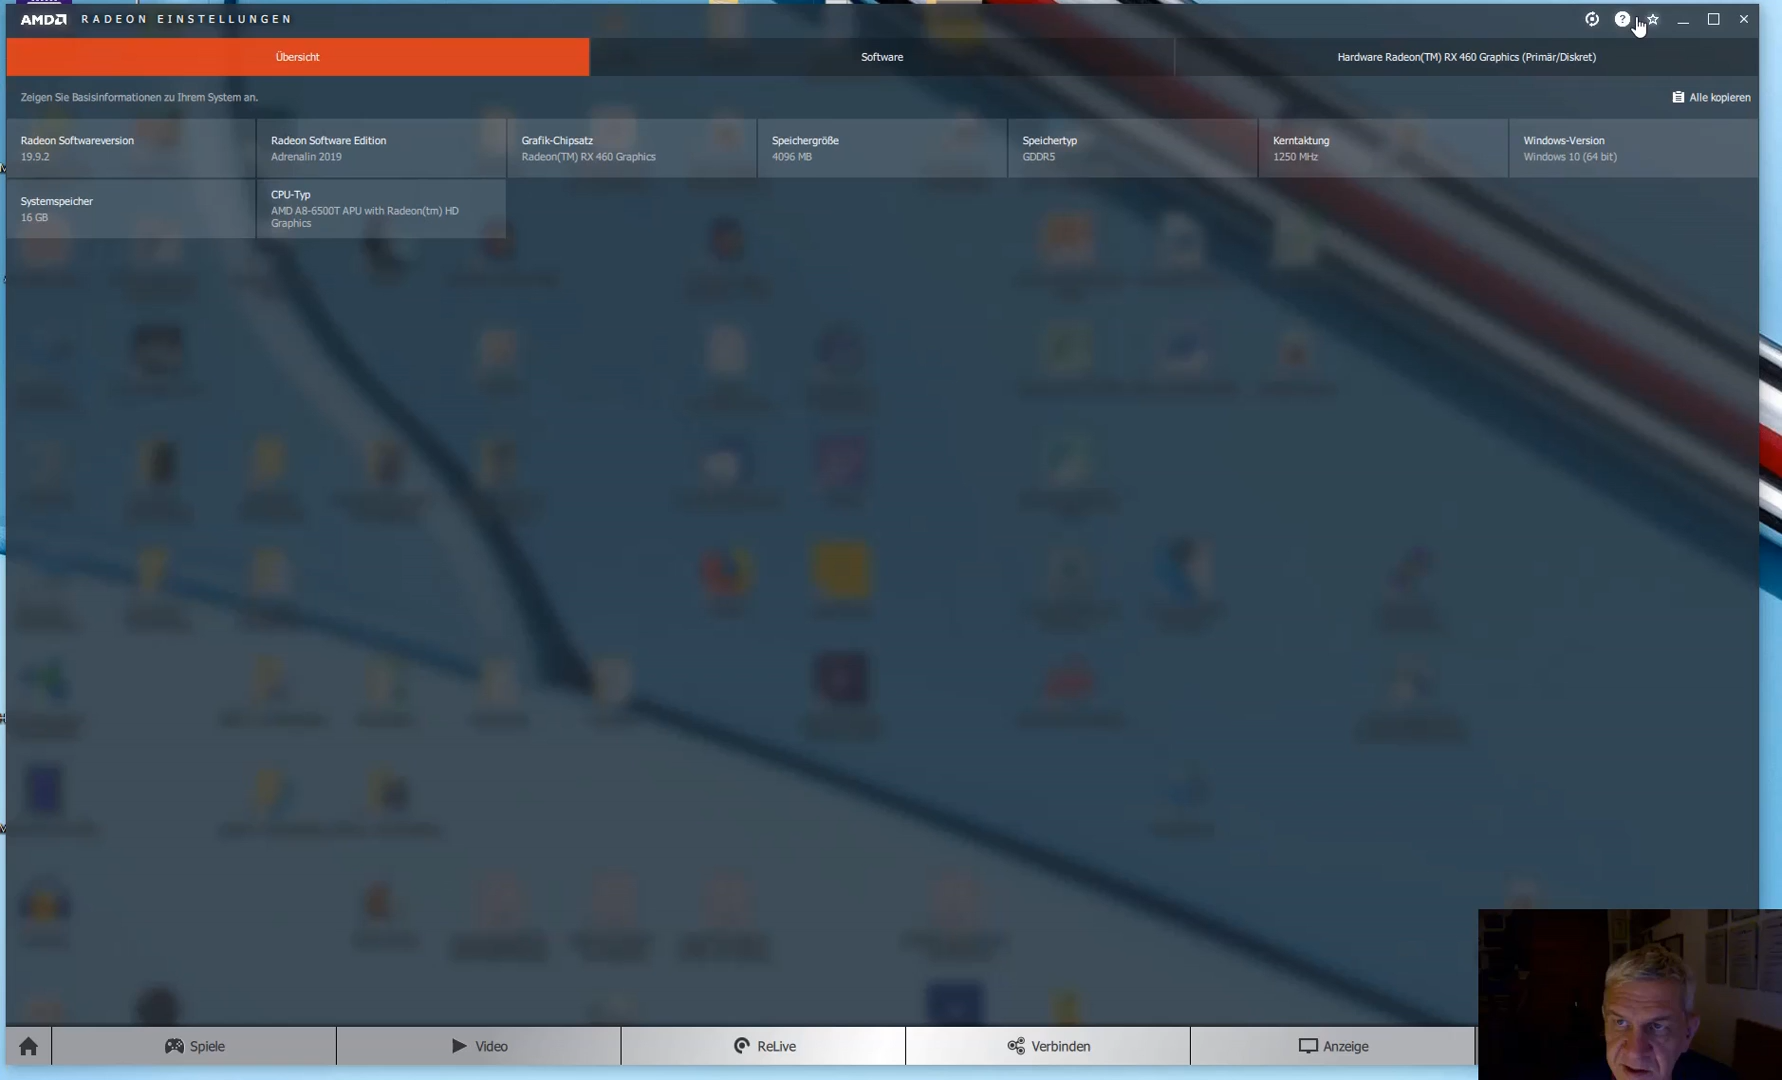 AMD RADEON EINSTELLUNGEN
Übersicht
Software
Hardware Radeon(TM) RX 460 Graphics (Primär/Diskret)
Zeigen Sie Basisinformationen zu Ihrem System an.
Alle kopieren
Radeon Softwareversion
19.9.2
Radeon Software Edition
Adrenalin 2019
Grafik-Chipsatz
Radeon(TM) RX 460 Graphics
Speichergröße
4096 MB
Speichertyp
GDDR5
Kerntaktung
1250 MHz
Windows-Version
Windows 10 (64 bit)
Systemspeicher
16 GB
CPU-Typ
AMD A8-6500T APU with Radeon(tm) HD
Graphics
Spiele
Video
ReLive
Verbinden
Anzeige